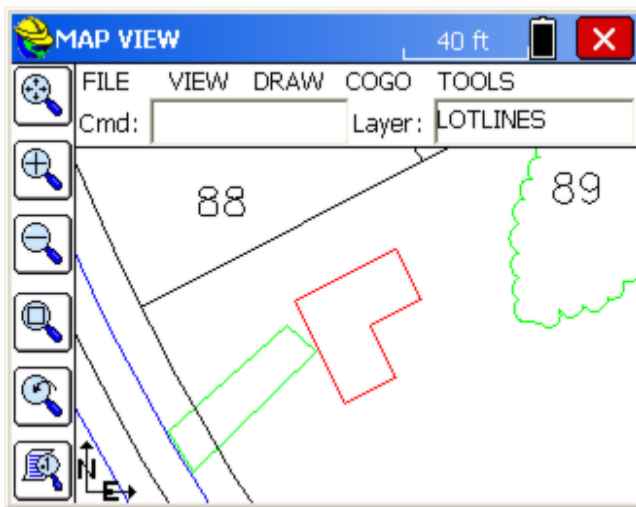 MAP VIEW 40 ft
FILE VIEW DRAW COGO TOOLS
Cmd: Layer: LOTLINES
88
89
N
E